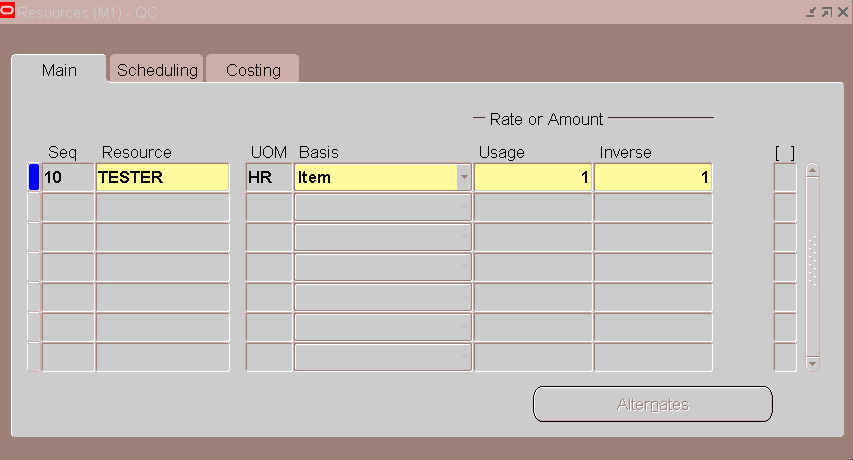 Resources (M1) - QC
Main Scheduling Costing
Rate or Amount
Seq Resource UOM Basis Usage Inverse [ ]
10 TESTER HR Item 1 1
Alternates